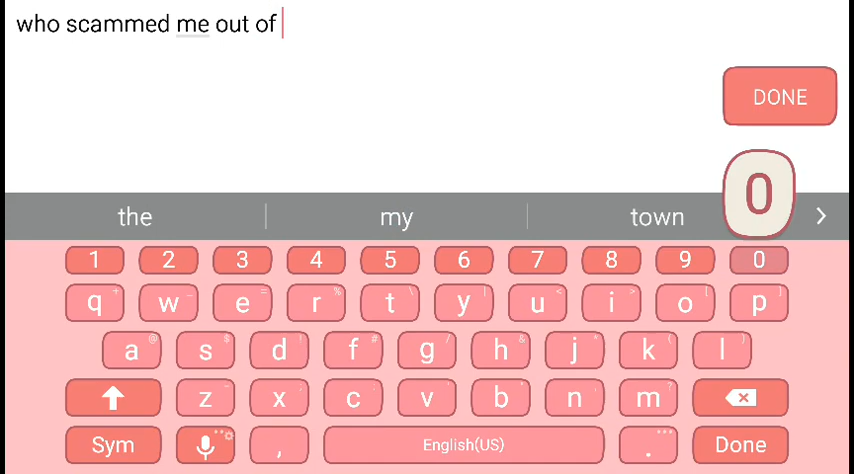 who scammed me out of
DONE
0
the my town >
1 2 3 4 5 6 7 8 9 0
q + w _ e = r % t \ y | u < i > o [ p ]
a @ s $ d ! f # g / h & j * k ( l )
z - x c v b n m ?
Sym , English(US) . Done